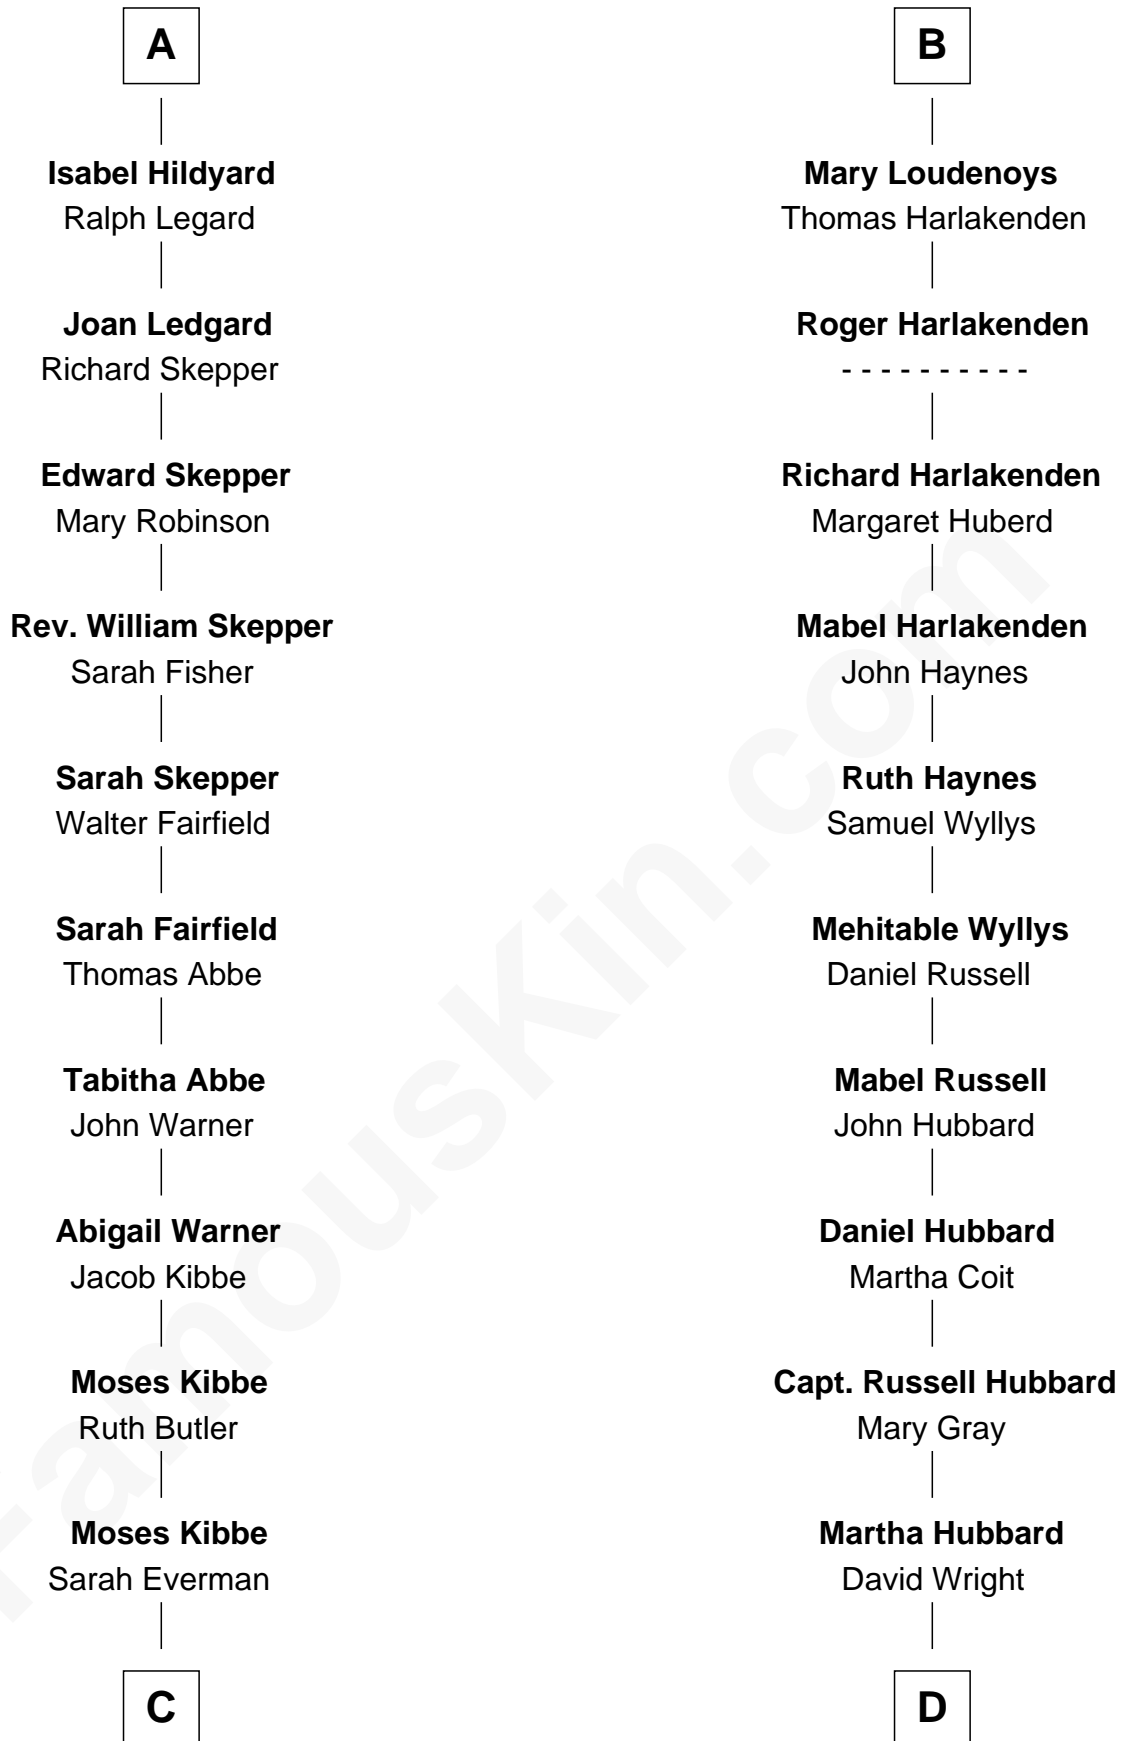 A
Isabel Hildyard
Ralph Legard
Joan Ledgard
Richard Skepper
Edward Skepper
Mary Robinson
Rev. William Skepper
Sarah Fisher
Sarah Skepper
Walter Fairfield
Sarah Fairfield
Thomas Abbe
Tabitha Abbe
John Warner
Abigail Warner
Jacob Kibbe
Moses Kibbe
Ruth Butler
Moses Kibbe
Sarah Everman
C
B
Mary Loudenoys
Thomas Harlakenden
Roger Harlakenden
- - - - - - - - - -
Richard Harlakenden
Margaret Huberd
Mabel Harlakenden
John Haynes
Ruth Haynes
Samuel Wyllys
Mehitable Wyllys
Daniel Russell
Mabel Russell
John Hubbard
Daniel Hubbard
Martha Coit
Capt. Russell Hubbard
Mary Gray
Martha Hubbard
David Wright
D
FamousKin.com